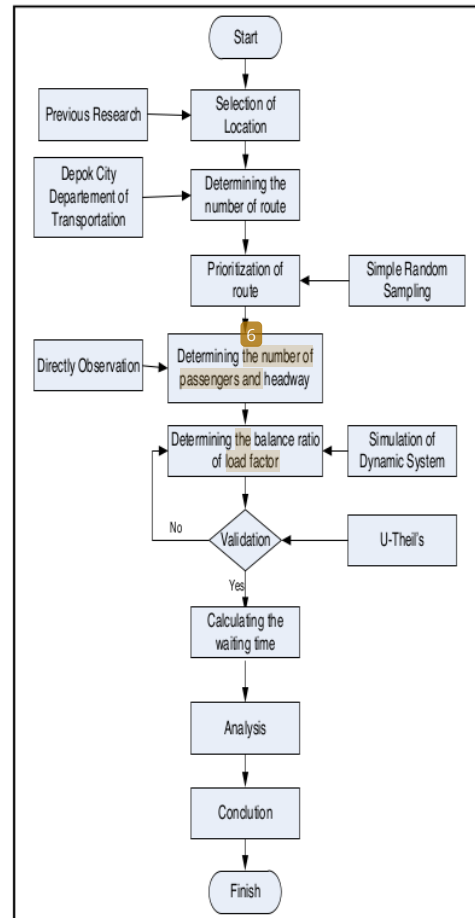 Start
Previous Research
Selection of
Location
Depok City
Departement of
Transportation
Determining the
number of route
Prioritization of
route
Simple Random
Sampling
6
Directly Observation
Determining the number of
passengers and headway
Determining the balance ratio
of load factor
Simulation of
Dynamic System
No
Validation
U-Theil's
Yes
Calculating the
waiting time
Analysis
Conclution
Finish